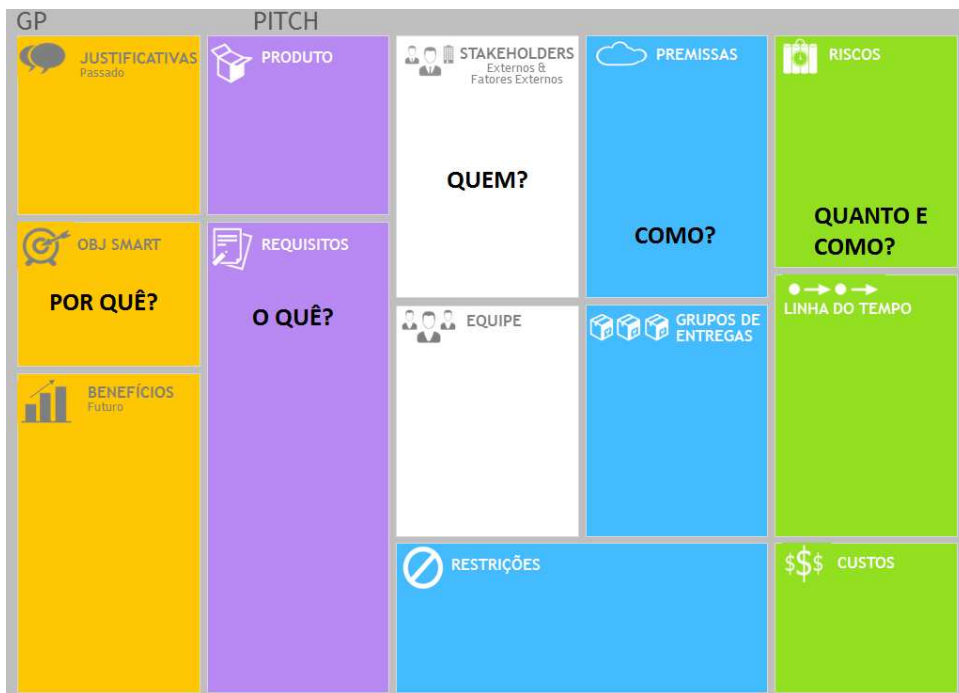 GP
PITCH
JUSTIFICATIVAS
Passado
OBJ SMART
POR QUÊ?
BENEFÍCIOS
Futuro
PRODUTO
REQUISITOS
O QUÊ?
STAKEHOLDERS
Externos &
Fatores Externos
QUEM?
EQUIPE
PREMISSAS
COMO?
GRUPOS DE
ENTREGAS
RESTRIÇÕES
RISCOS
QUANTO E
COMO?
LINHA DO TEMPO
$$$ CUSTOS